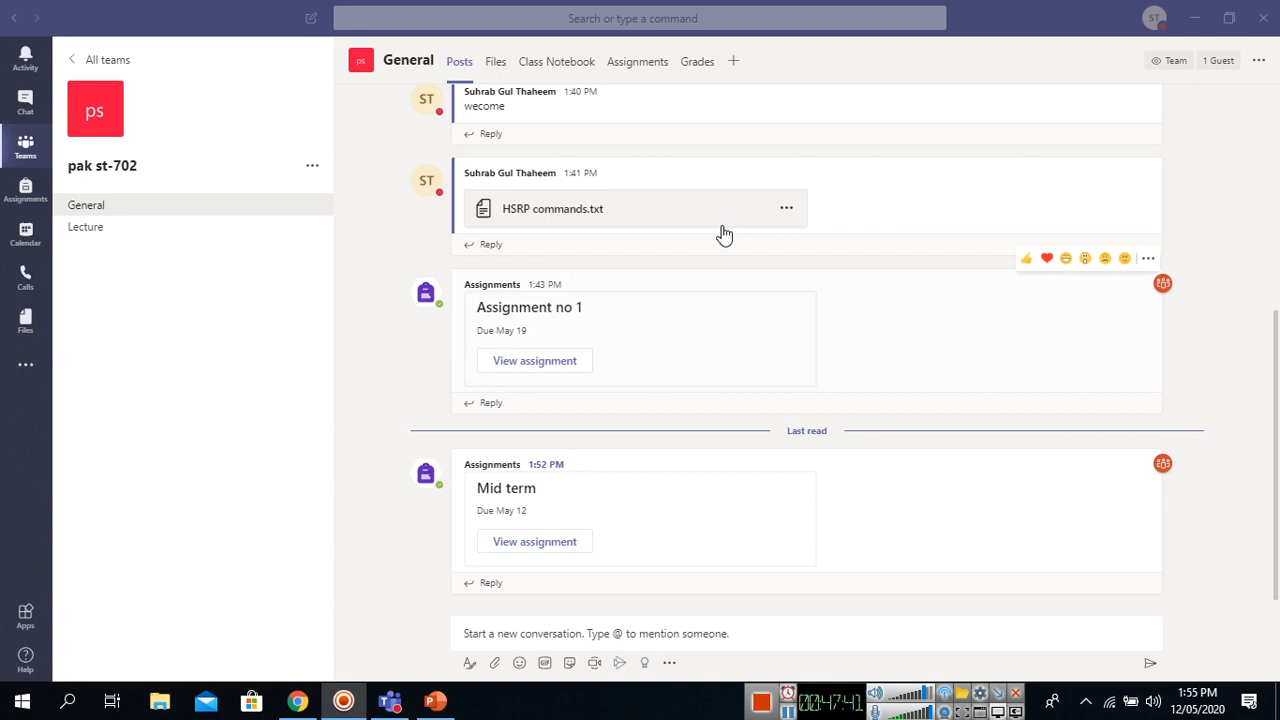 Search or type a command
ST
Activity
Chat
Teams
Assignments
Calendar
Calls
Files
Apps
Help
All teams
ps
pak st-702
General
Lecture
ps
General
Posts
Files
Class Notebook
Assignments
Grades
Team
1 Guest
ST
Suhrab Gul Thaheem 1:40 PM
wecome
Reply
ST
Suhrab Gul Thaheem 1:41 PM
HSRP commands.txt
Reply
Assignments 1:43 PM
Assignment no 1
Due May 19
View assignment
Reply
Last read
Assignments 1:52 PM
Mid term
Due May 12
View assignment
Reply
Start a new conversation. Type @ to mention someone.
GIF
00:47:41
1:55 PM
12/05/2020